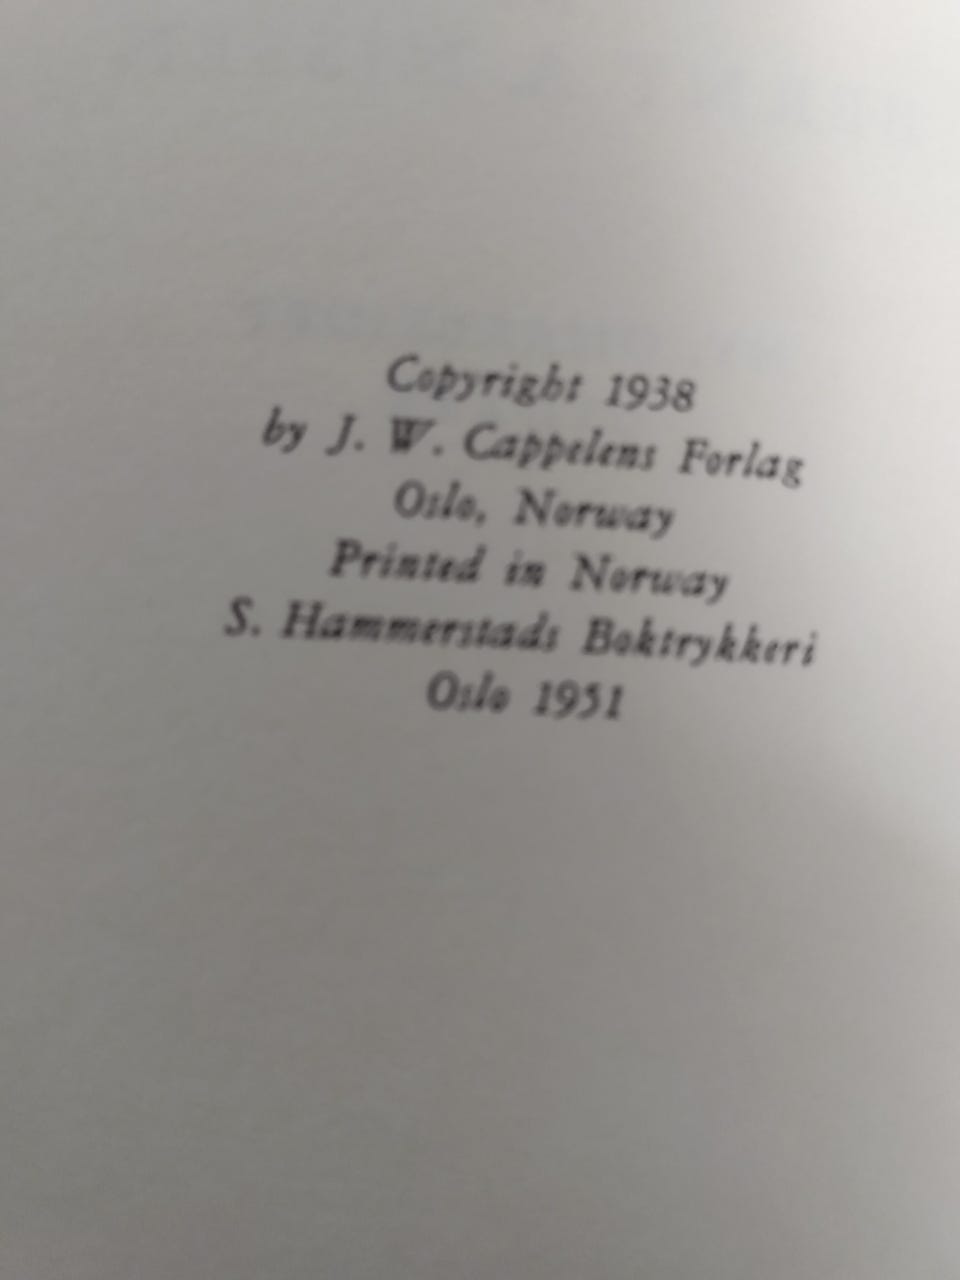 Copyright 1938
by J. W. Cappelens Forlag
Oslo, Norway
Printed in Norway
S. Hammerstads Boktrykkeri
Oslo 1951